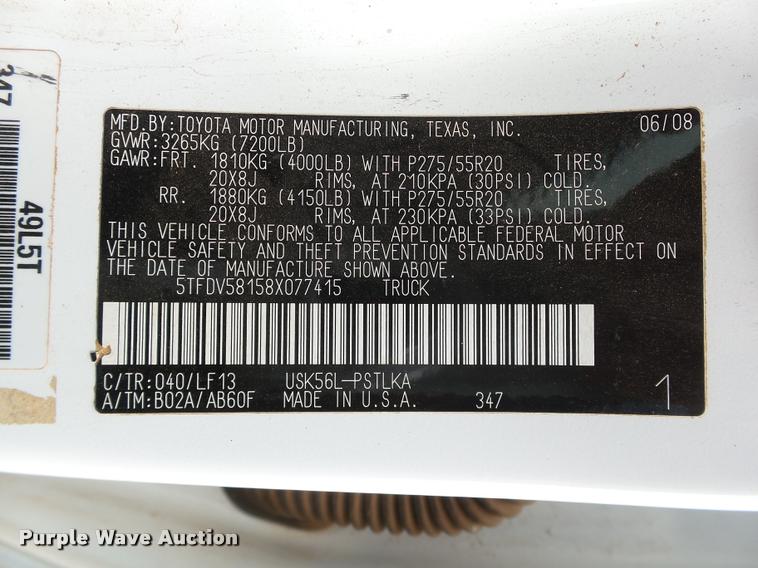 MFD.BY:TOYOTA MOTOR MANUFACTURING, TEXAS, INC. 06/08
GVWR:3265KG (7200LB)
GAWR:FRT. 1810KG (4000LB) WITH P275/55R20 TIRES,
20X8J RIMS, AT 210KPA (30PSI) COLD.
RR. 1880KG (4150LB) WITH P275/55R20 TIRES,
20X8J RIMS, AT 230KPA (33PSI) COLD.
THIS VEHICLE CONFORMS TO ALL APPLICABLE FEDERAL MOTOR
VEHICLE SAFETY AND THEFT PREVENTION STANDARDS IN EFFECT ON
THE DATE OF MANUFACTURE SHOWN ABOVE.
5TFDV58158X077415 TRUCK
C/TR:040/LF13 USK56L-PSTLKA
A/TM:B02A/AB60F MADE IN U.S.A. 347 1
347
49L5T
Purple Wave Auction